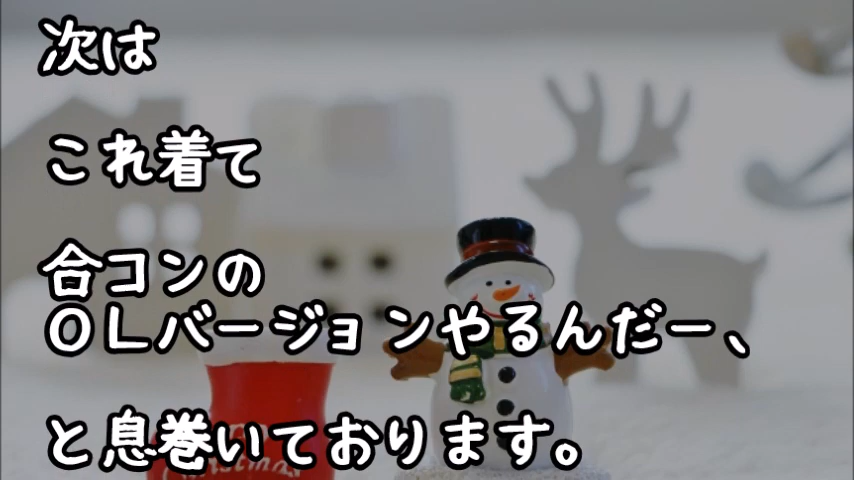 次は
これ着て
合コンの
ＯＬバージョンやるんだー、
と息巻いております。
Christmas